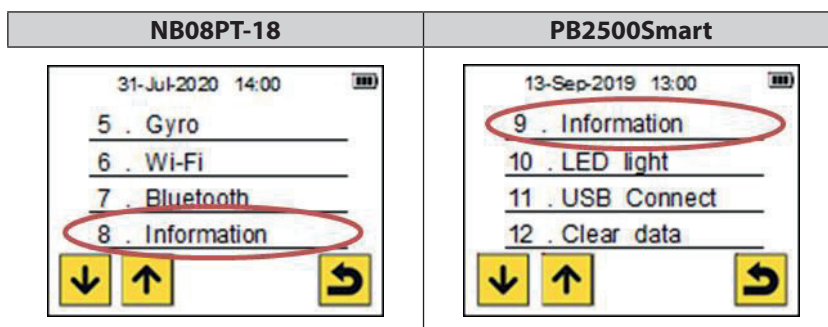 NB08PT-18
PB2500Smart
31-Jul-2020 14:00
5 . Gyro
6 . Wi-Fi
7 . Bluetooth
8 . Information
13-Sep-2019 13:00
9 . Information
10 . LED light
11 . USB Connect
12 . Clear data